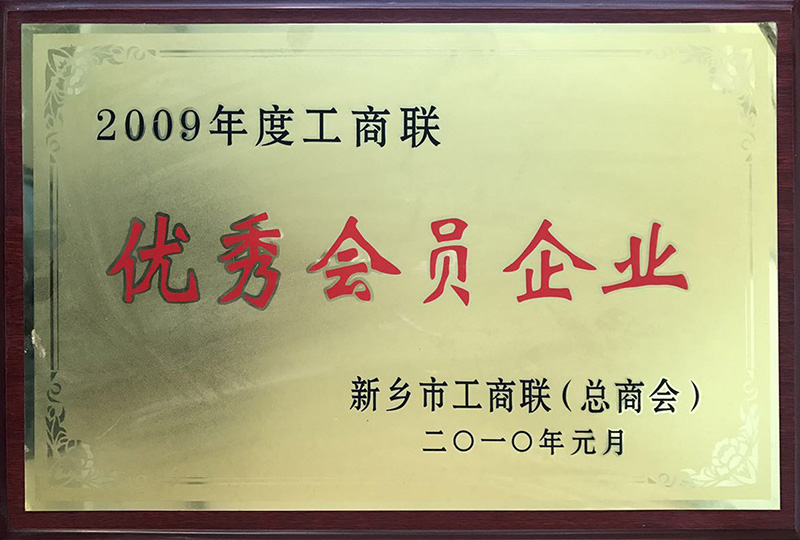 2009年度工商联
优秀会员企业
新乡市工商联(总商会)
二〇一〇年元月